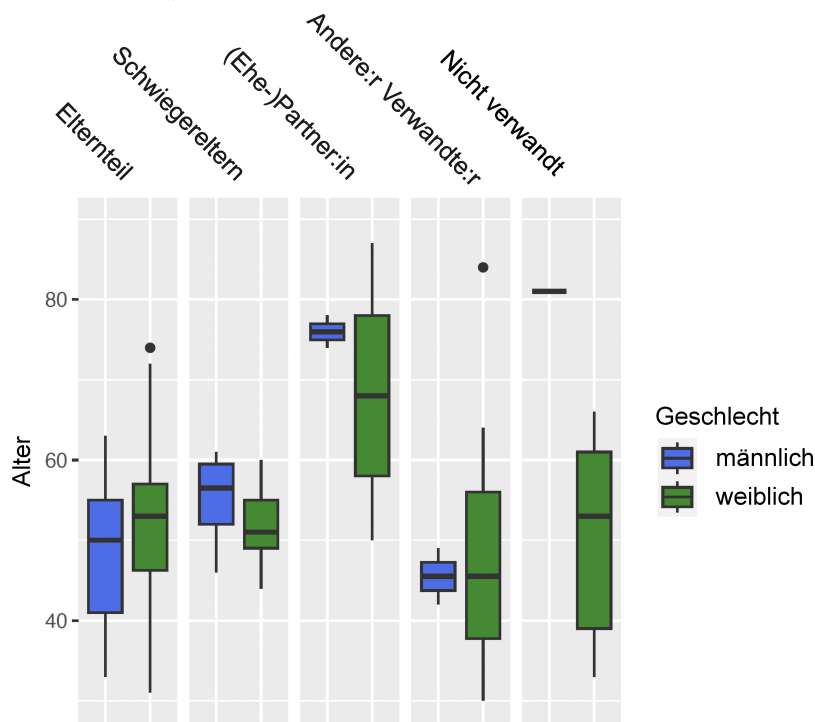 Elternteil
Schwiegereltern
(Ehe-)Partner:in
Andere:r Verwandte:r
Nicht verwandt
80
60
40
Alter
Geschlecht
männlich
weiblich